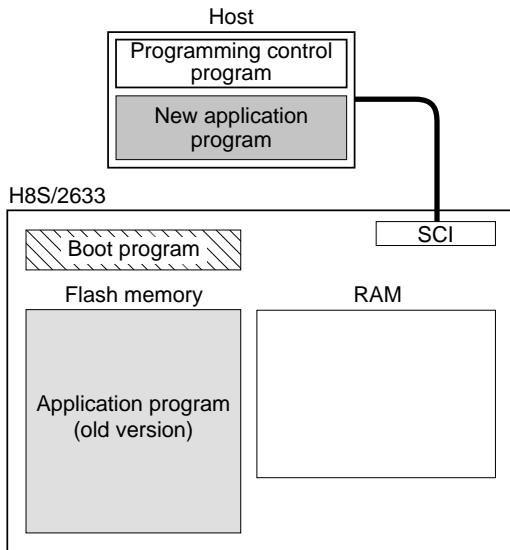 Host
Programming control
program
New application
program
H8S/2633
SCI
Boot program
Flash memory
RAM
Application program
(old version)